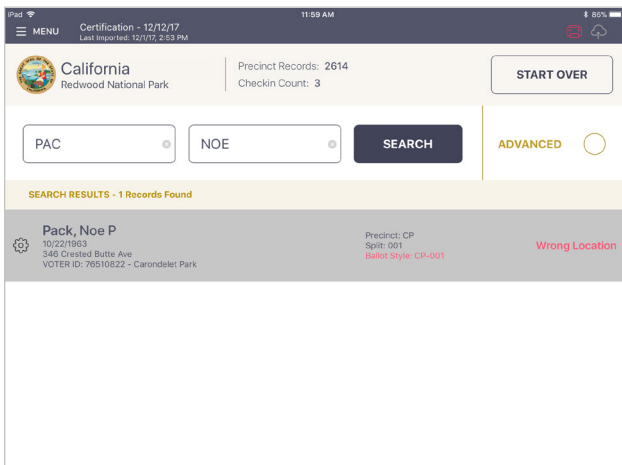 iPad 11:59 AM 86%
MENU Certification - 12/12/17
Last Imported: 12/1/17, 2:53 PM
California
Redwood National Park
Precinct Records: 2614
Checkin Count: 3
START OVER
PAC NOE SEARCH ADVANCED
SEARCH RESULTS - 1 Records Found
Pack, Noe P
10/22/1963
346 Crested Butte Ave
VOTER ID: 76510822 - Carondelet Park
Precinct: CP
Split: 001
Ballot Style: CP-001
Wrong Location